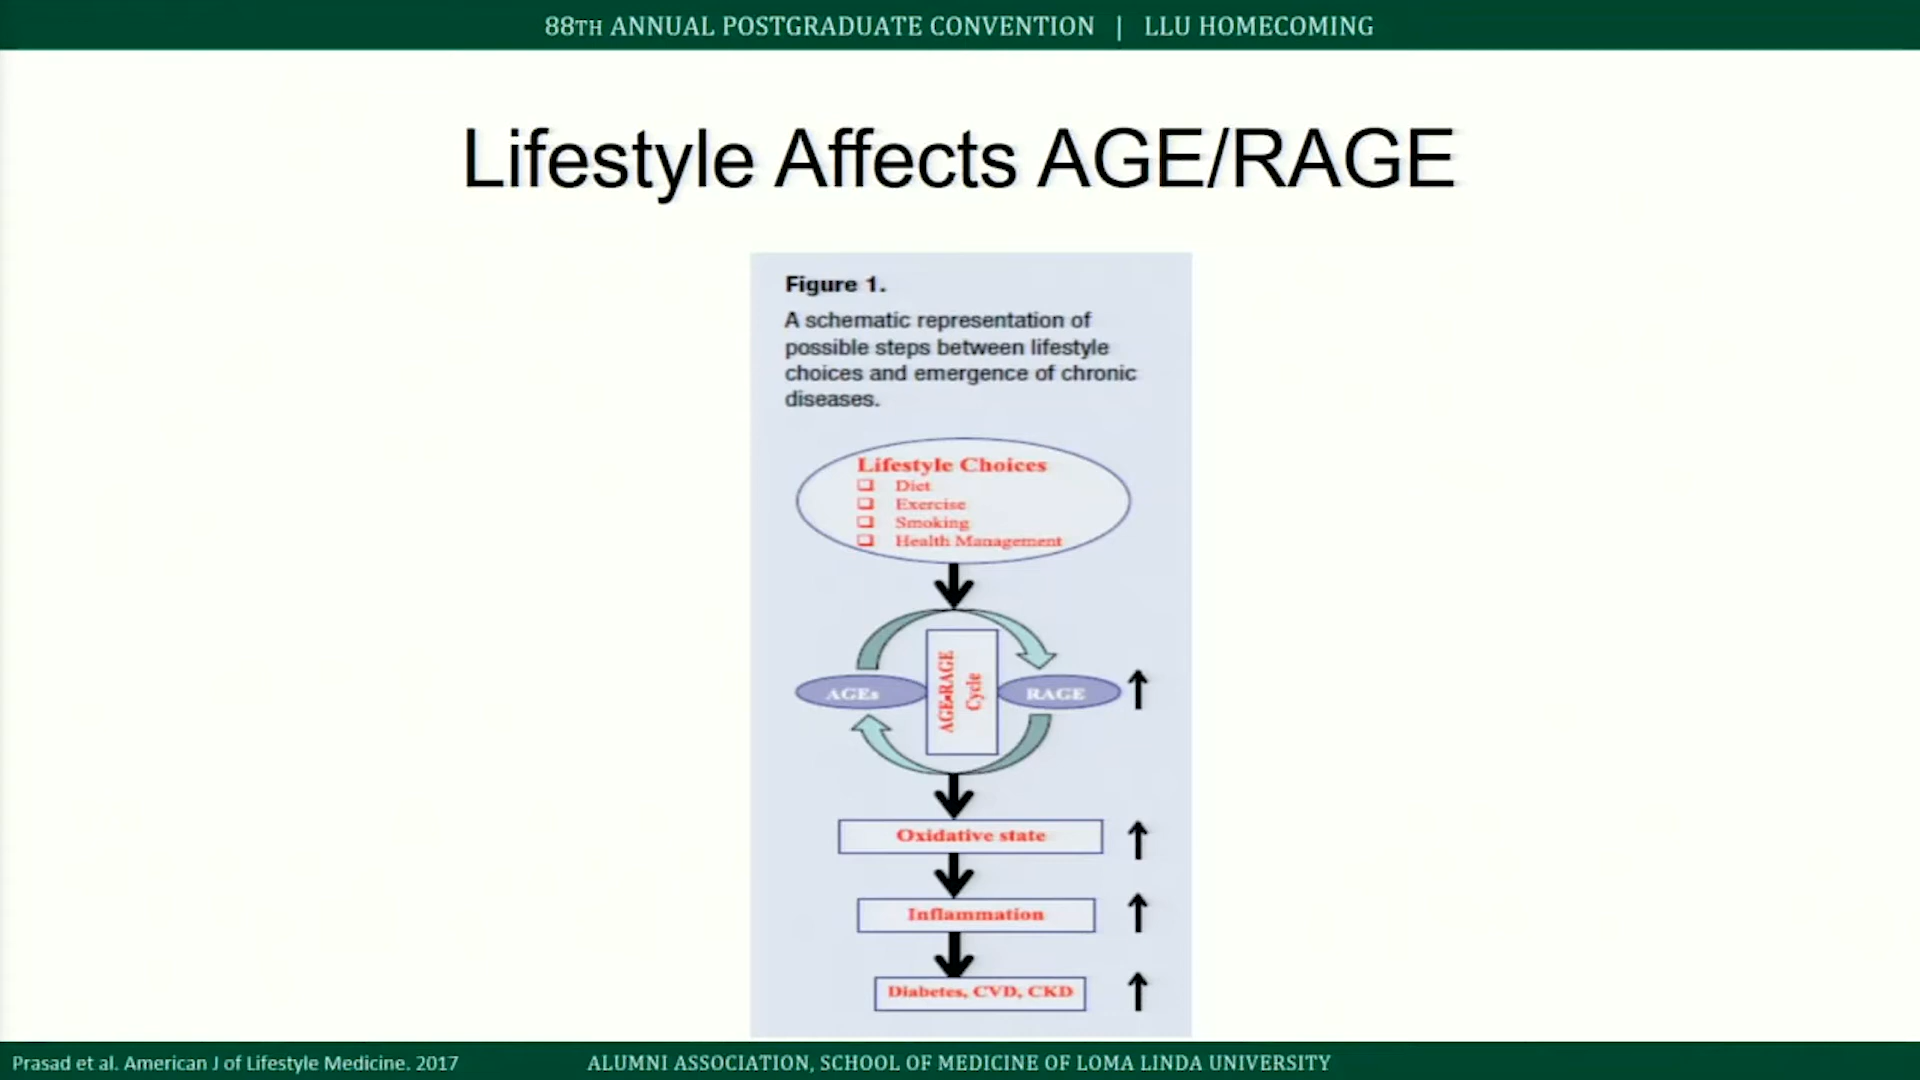 88TH ANNUAL POSTGRADUATE CONVENTION | LLU HOMECOMING
Lifestyle Affects AGE/RAGE
Figure 1.
A schematic representation of
possible steps between lifestyle
choices and emergence of chronic
diseases.
Lifestyle Choices
❑ Diet
❑ Exercise
❑ Smoking
❑ Health Management
AGEs
AGE•RAGE
Cycle
RAGE
Oxidative state
Inflammation
Diabetes, CVD, CKD
Prasad et al. American J of Lifestyle Medicine. 2017
ALUMNI ASSOCIATION, SCHOOL OF MEDICINE OF LOMA LINDA UNIVERSITY